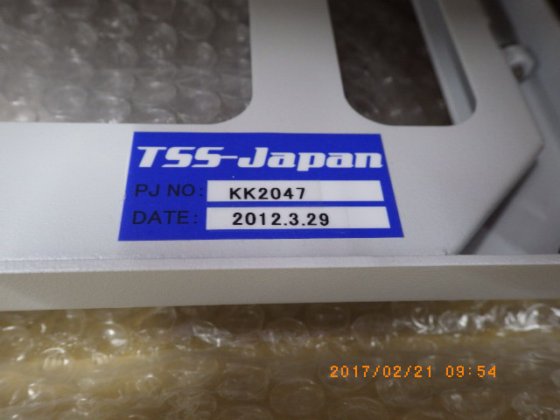 TSS-Japan
PJ NO: KK2047
DATE: 2012.3.29
2017/02/21 09:54